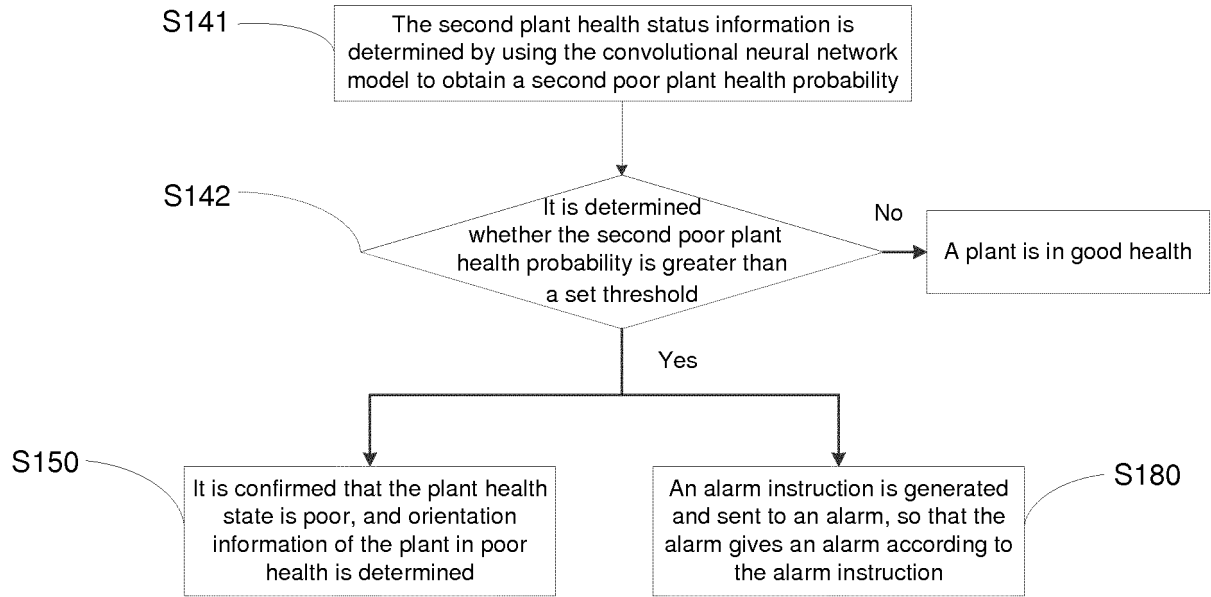 S141
The second plant health status information is
determined by using the convolutional neural network
model to obtain a second poor plant health probability
S142
It is determined
whether the second poor plant
health probability is greater than
a set threshold
No
A plant is in good health
Yes
S150
It is confirmed that the plant health
state is poor, and orientation
information of the plant in poor
health is determined
S180
An alarm instruction is generated
and sent to an alarm, so that the
alarm gives an alarm according to
the alarm instruction